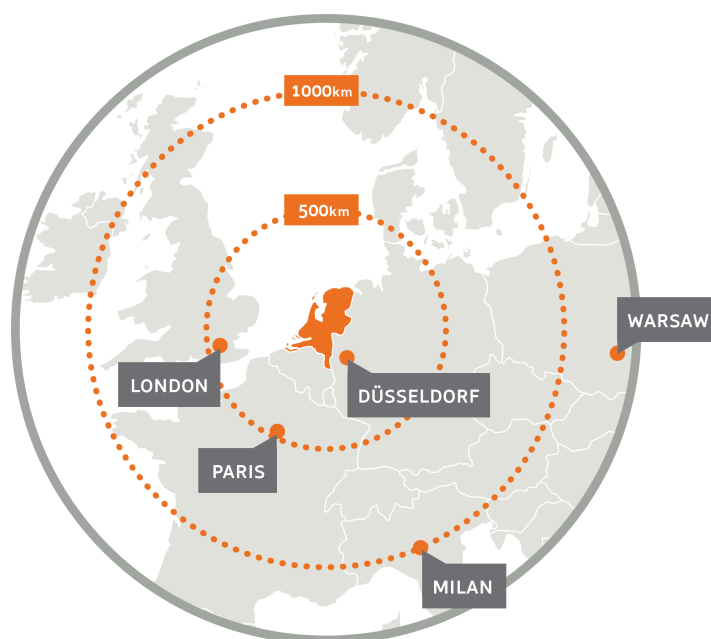 1000km
500km
WARSAW
LONDON
DÜSSELDORF
PARIS
MILAN